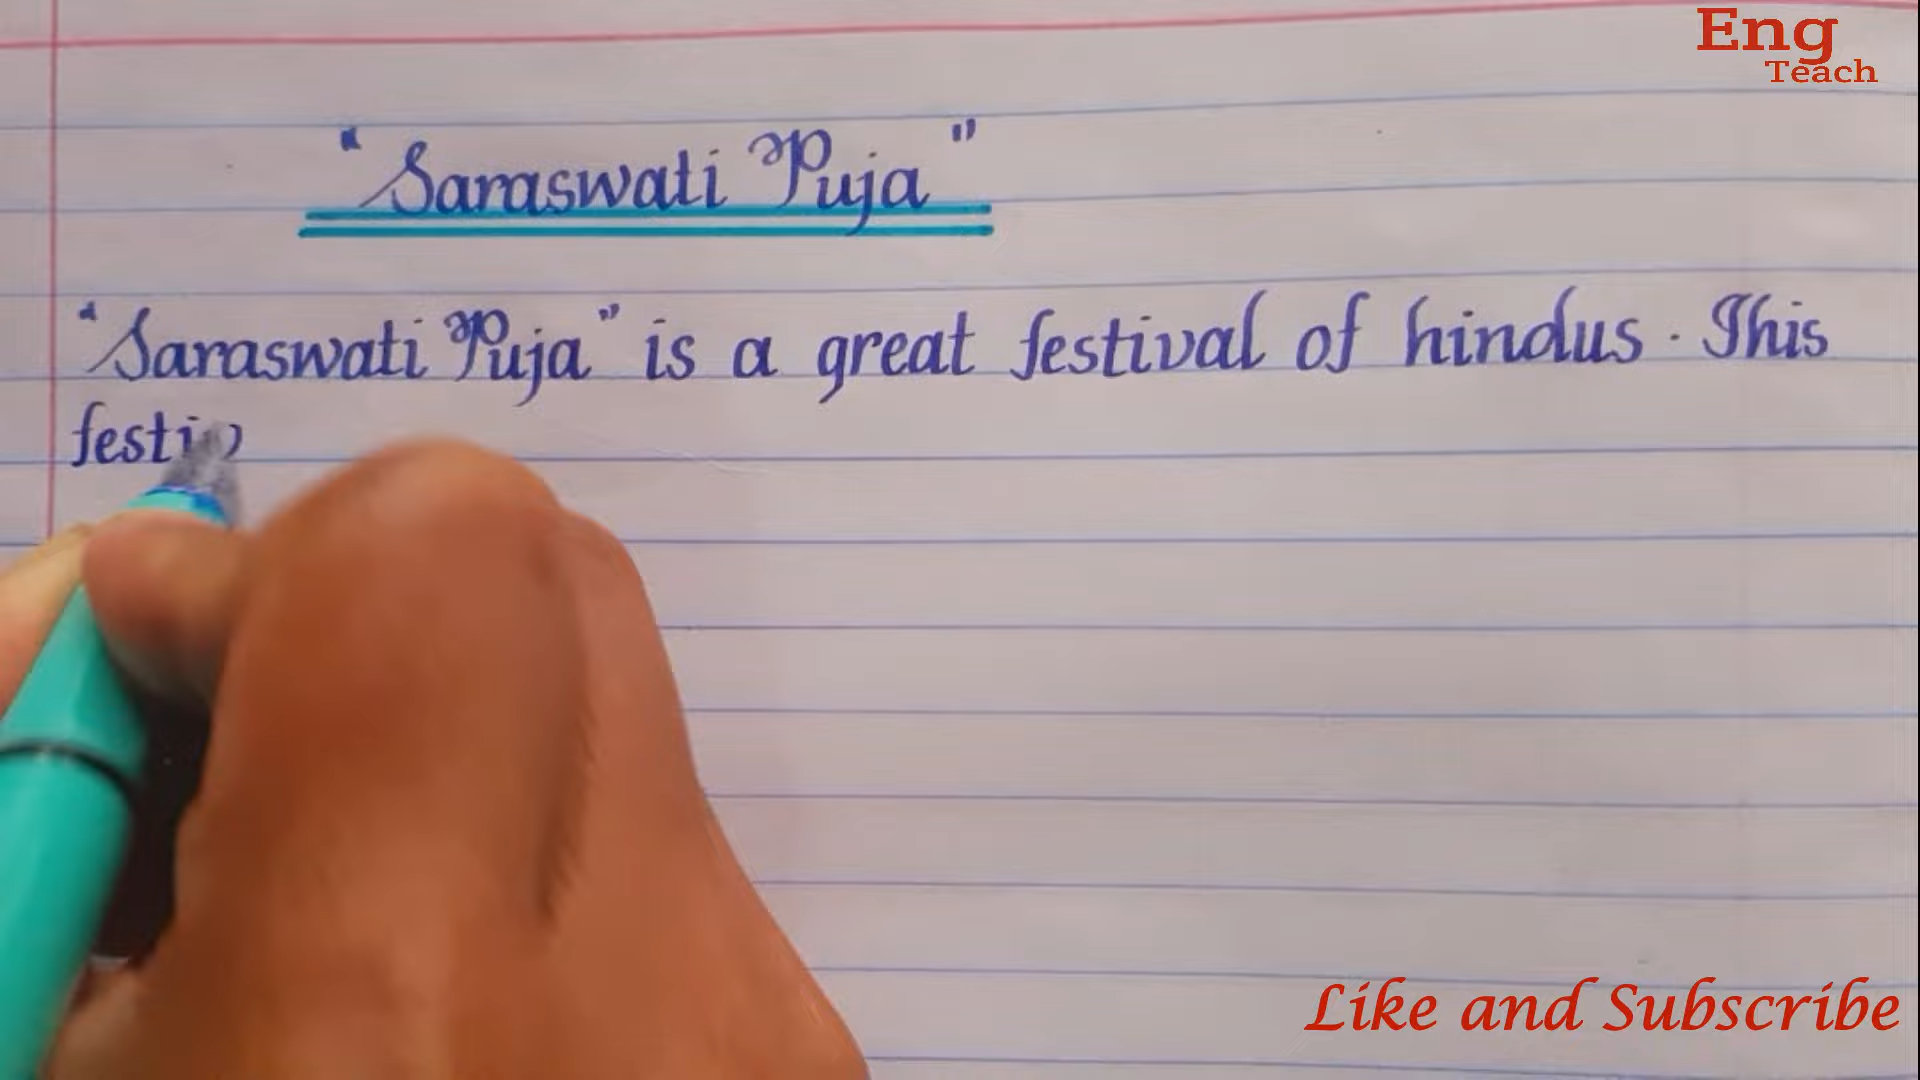 Eng
Teach
"Saraswati Puja"
"Saraswati Puja" is a great festival of hindus. This
Like and Subscribe